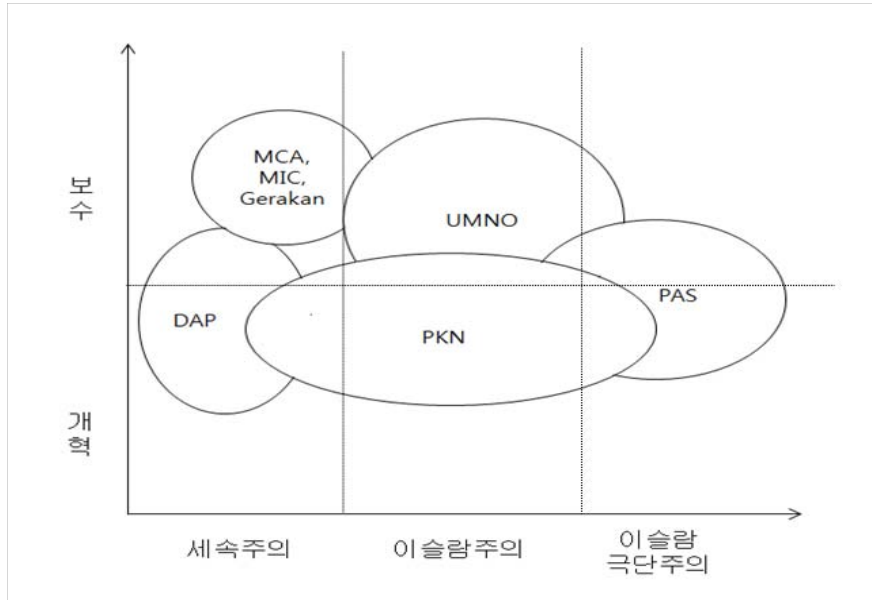 MCA,
MIC,
Gerakan
UMNO
PAS
DAP
PKN
보
수
개
혁
세속주의
이슬람주의
이슬람
극단주의